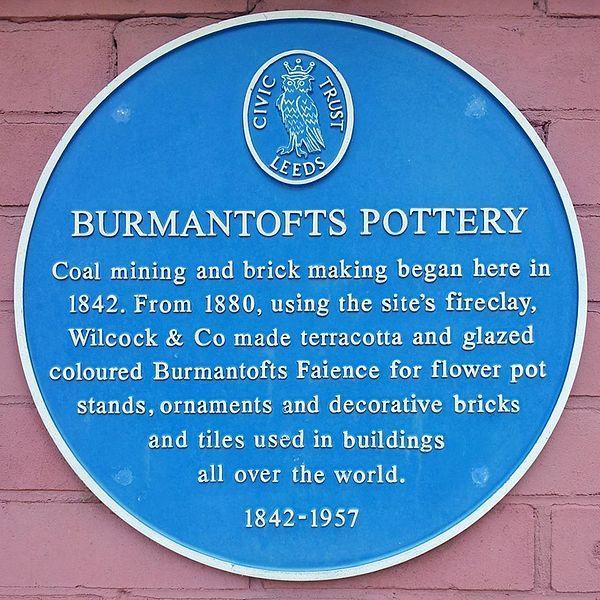 CIVIC TRUST
LEEDS
BURMANTOFTS POTTERY
Coal mining and brick making began here in
1842. From 1880, using the site's fireclay,
Wilcock & Co made terracotta and glazed
coloured Burmantofts Faience for flower pot
stands, ornaments and decorative bricks
and tiles used in buildings
all over the world.
1842-1957